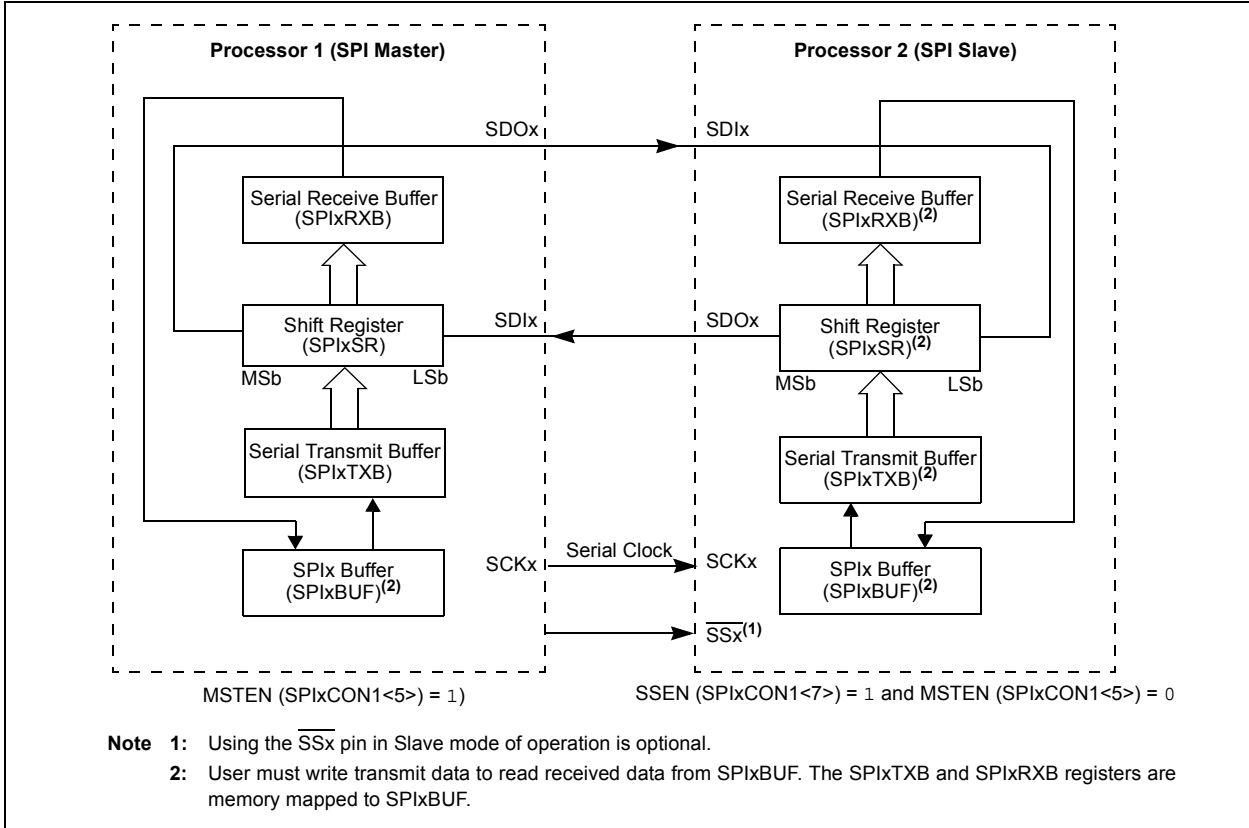 Processor 1 (SPI Master)
Processor 2 (SPI Slave)
SDOx
SDIx
Serial Receive Buffer
(SPIxRXB)
Serial Receive Buffer
(SPIxRXB)(2)
Shift Register
(SPIxSR)
SDIx
SDOx
Shift Register
(SPIxSR)(2)
MSb
LSb
MSb
LSb
Serial Transmit Buffer
(SPIxTXB)
Serial Transmit Buffer
(SPIxTXB)(2)
SPIx Buffer
(SPIxBUF)(2)
SCKx
Serial Clock
SCKx
SPIx Buffer
(SPIxBUF)(2)
SSx(1)
MSTEN (SPIxCON1<5>) = 1)
SSEN (SPIxCON1<7>) = 1 and MSTEN (SPIxCON1<5>) = 0
Note 1: Using the SSx pin in Slave mode of operation is optional.
2: User must write transmit data to read received data from SPIxBUF. The SPIxTXB and SPIxRXB registers are
memory mapped to SPIxBUF.